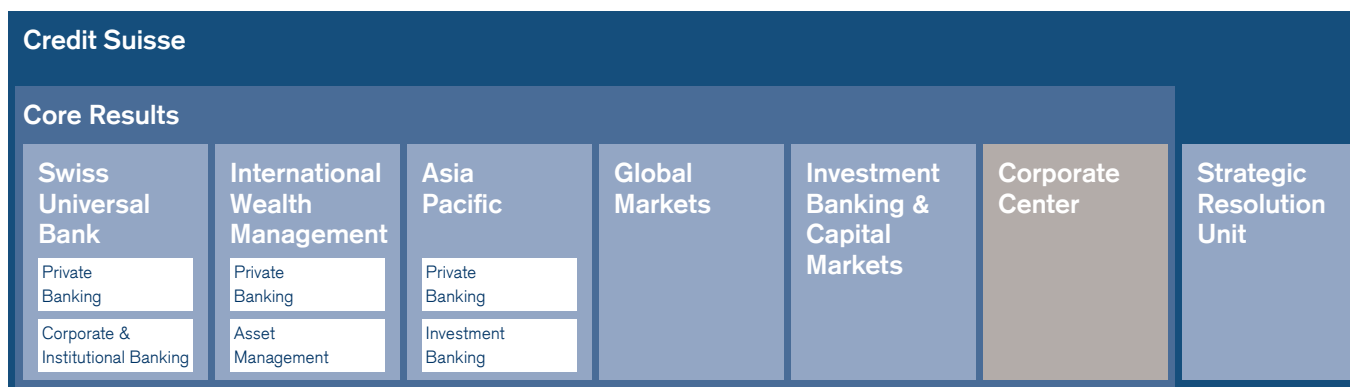 Credit Suisse
Core Results
Swiss
Universal
Bank
Private
Banking
Corporate &
Institutional Banking
International
Wealth
Management
Private
Banking
Asset
Management
Asia
Pacific
Private
Banking
Investment
Banking
Global
Markets
Investment
Banking &
Capital
Markets
Corporate
Center
Strategic
Resolution
Unit